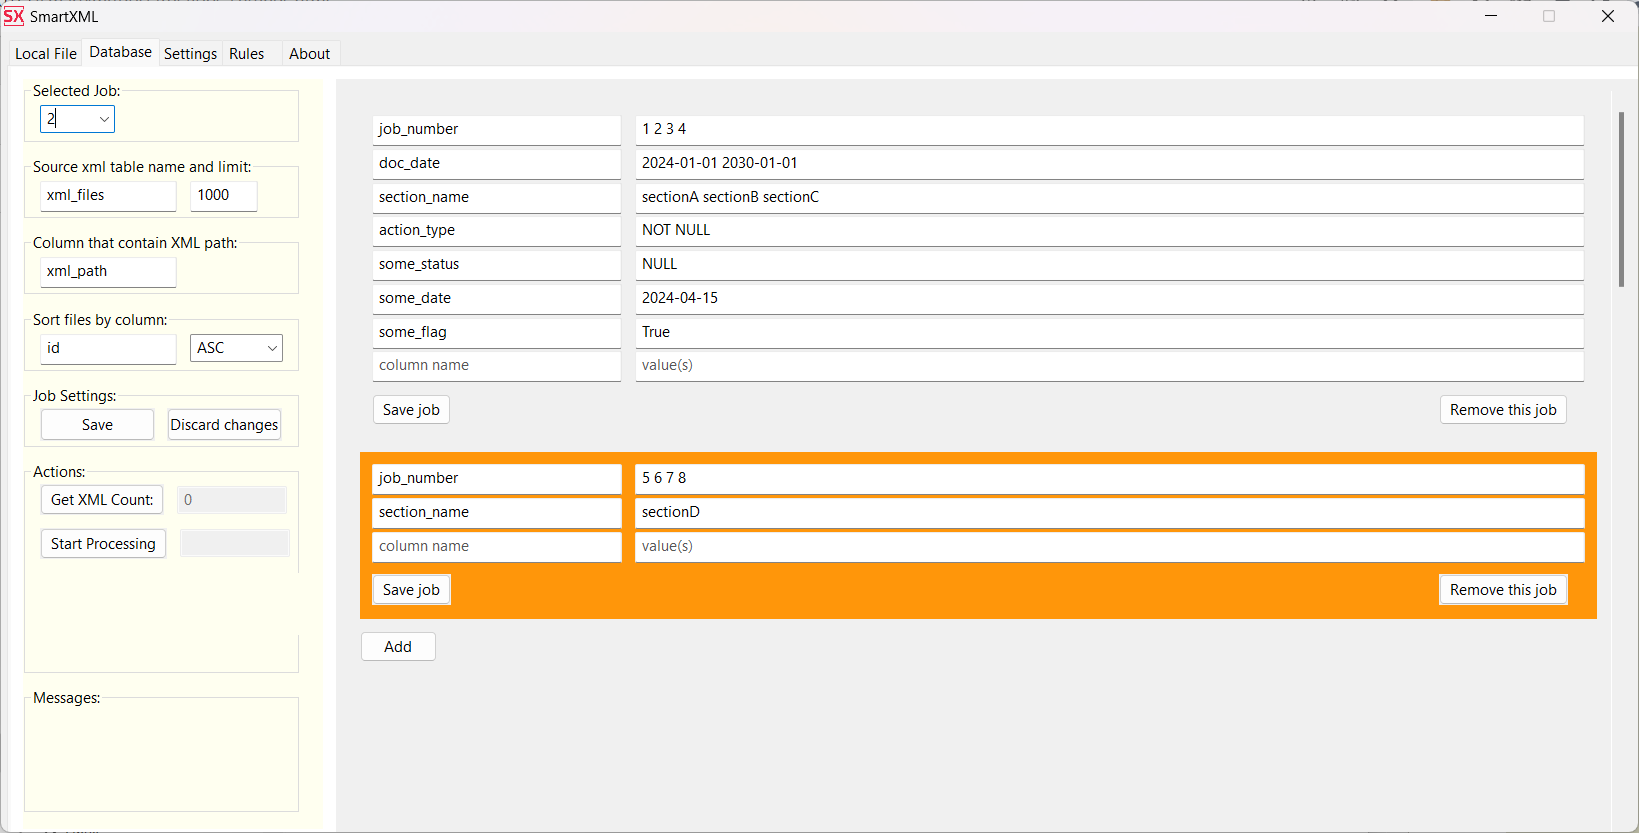 SX SmartXML
Local File Database Settings Rules About
Selected Job:
2
Source xml table name and limit:
xml_files 1000
Column that contain XML path:
xml_path
Sort files by column:
id ASC
Job Settings:
Save Discard changes
Actions:
Get XML Count: 0
Start Processing
Messages:
job_number 1 2 3 4
doc_date 2024-01-01 2030-01-01
section_name sectionA sectionB sectionC
action_type NOT NULL
some_status NULL
some_date 2024-04-15
some_flag True
column name value(s)
Save job Remove this job
job_number 5 6 7 8
section_name sectionD
column name value(s)
Save job Remove this job
Add